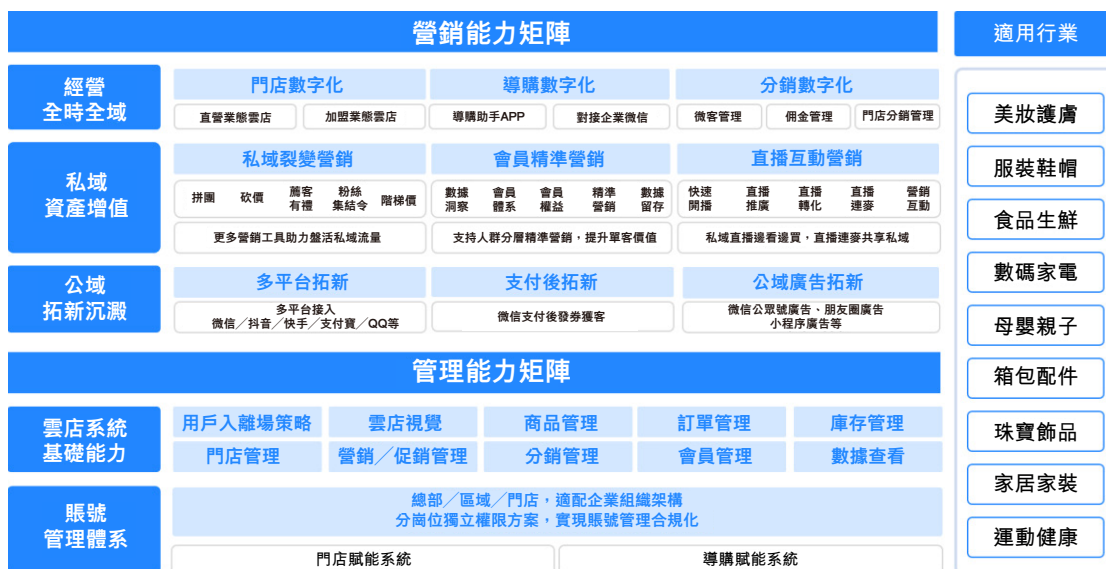 營銷能力矩陣
經營
全時全域
門店數字化
導購數字化
分銷數字化
直營業態雲店
加盟業態雲店
導購助手APP
對接企業微信
微客管理
佣金管理
門店分銷管理
私域
資產增值
私域裂變營銷
會員精準營銷
直播互動營銷
拼團
砍價
薦客
有禮
粉絲
集結令
階梯價
數據
洞察
會員
體系
會員
權益
精準
營銷
數據
留存
快速
開播
直播
推廣
直播
轉化
直播
連麥
營銷
互動
更多營銷工具助力盤活私域流量
支持人群分層精準營銷，提升單客價值
私域直播邊看邊買，直播連麥共享私域
公域
拓新沉澱
多平台拓新
支付後拓新
公域廣告拓新
多平台接入
微信／抖音／快手／支付寶／QQ等
微信支付後發券獲客
微信公眾號廣告、朋友圈廣告
小程序廣告等
管理能力矩陣
雲店系統
基礎能力
用戶入離場策略
雲店視覺
商品管理
訂單管理
庫存管理
門店管理
營銷／促銷管理
分銷管理
會員管理
數據查看
賬號
管理體系
總部／區域／門店，適配企業組織架構
分崗位獨立權限方案，實現賬號管理合規化
門店賦能系統
導購賦能系統
適用行業
美妝護膚
服裝鞋帽
食品生鮮
數碼家電
母嬰親子
箱包配件
珠寶飾品
家居家裝
運動健康